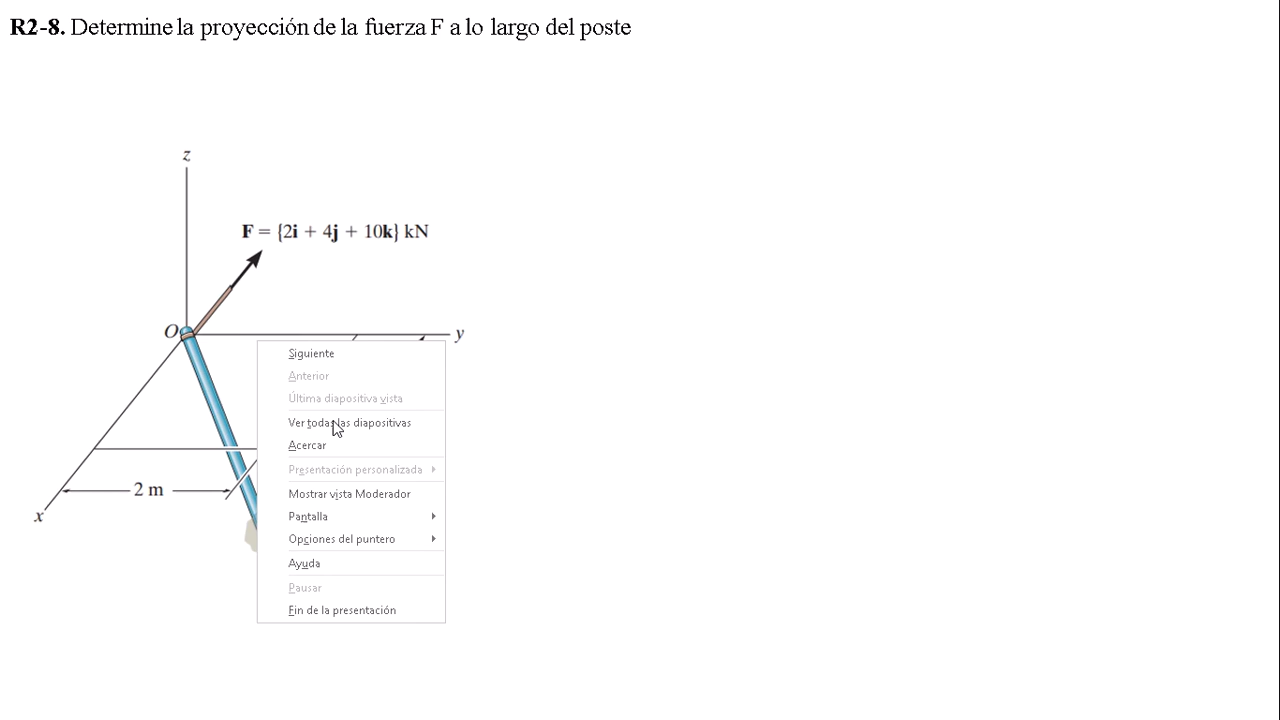 R2-8. Determine la proyección de la fuerza F a lo largo del poste
z
F = {2i + 4j + 10k} kN
O
y
Siguiente
Anterior
Última diapositiva vista
Ver todas las diapositivas
Acercar
Presentación personalizada
2 m
Mostrar vista Moderador
x
Pantalla
Opciones del puntero
Ayuda
Pausar
Fin de la presentación